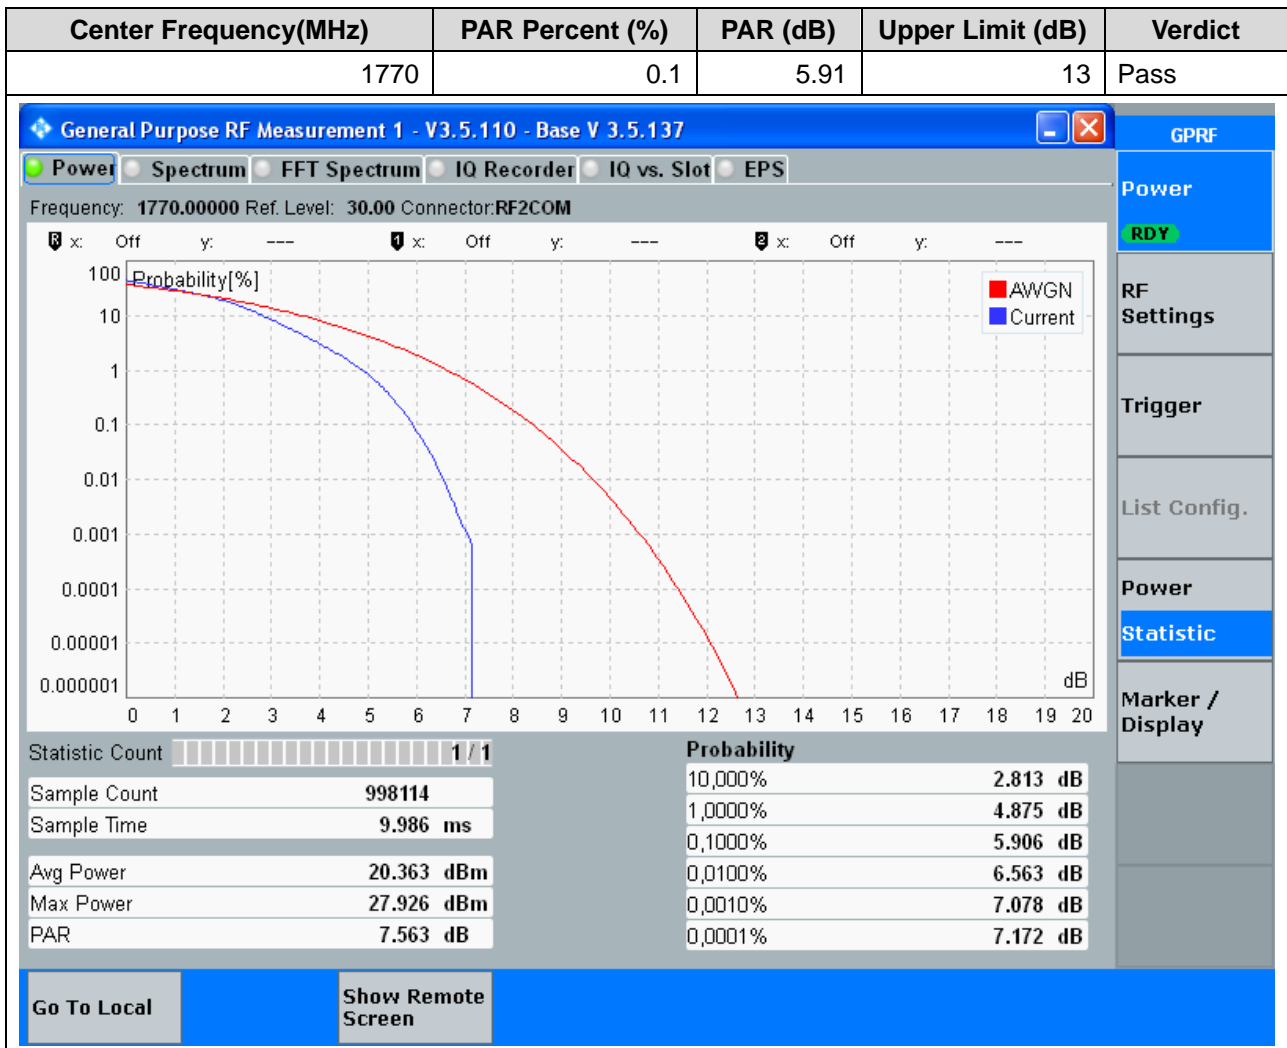 Center Frequency(MHz) PAR Percent (%) PAR (dB) Upper Limit (dB) Verdict
1770 0.1 5.91 13 Pass
General Purpose RF Measurement 1 - V3.5.110 - Base V 3.5.137
GPRF
Power Spectrum FFT Spectrum IQ Recorder IQ vs. Slot EPS
Power
RDY
Frequency: 1770.00000 Ref. Level: 30.00 Connector:RF2COM
R x: Off y: --- 1 x: Off y: --- 2 x: Off y: ---
Probability[%]
AWGN
Current
100
10
1
0.1
0.01
0.001
0.0001
0.00001
0.000001
dB
0 1 2 3 4 5 6 7 8 9 10 11 12 13 14 15 16 17 18 19 20
RF
Settings
Trigger
List Config.
Power
Statistic
Marker /
Display
Statistic Count 1 / 1
Sample Count 998114
Sample Time 9.986 ms
Avg Power 20.363 dBm
Max Power 27.926 dBm
PAR 7.563 dB
Probability
10,000% 2.813 dB
1,0000% 4.875 dB
0,1000% 5.906 dB
0,0100% 6.563 dB
0,0010% 7.078 dB
0,0001% 7.172 dB
Go To Local
Show Remote
Screen